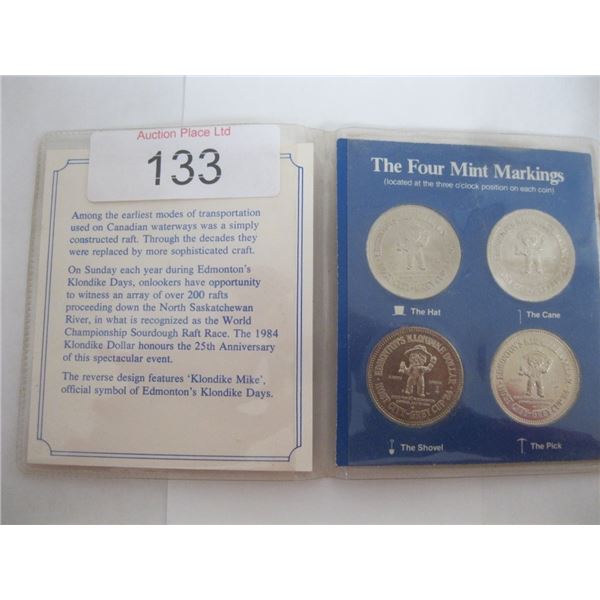 Auction Place Ltd
133
Among the earliest modes of transportation
used on Canadian waterways was a simply
constructed raft. Through the decades they
were replaced by more sophisticated craft.
On Sunday each year during Edmonton's
Klondike Days, onlookers have opportunity
to witness an array of over 200 rafts
proceeding down the North Saskatchewan
River, in what is recognized as the World
Championship Sourdough Raft Race. The 1984
Klondike Dollar honours the 25th Anniversary
of this spectacular event.
The reverse design features 'Klondike Mike',
official symbol of Edmonton's Klondike Days.
The Four Mint Markings
(located at the three o'clock position on each coin)
The Hat
The Cane
EDMONTON'S KLONDIKE DOLLAR
The Shovel
The Pick